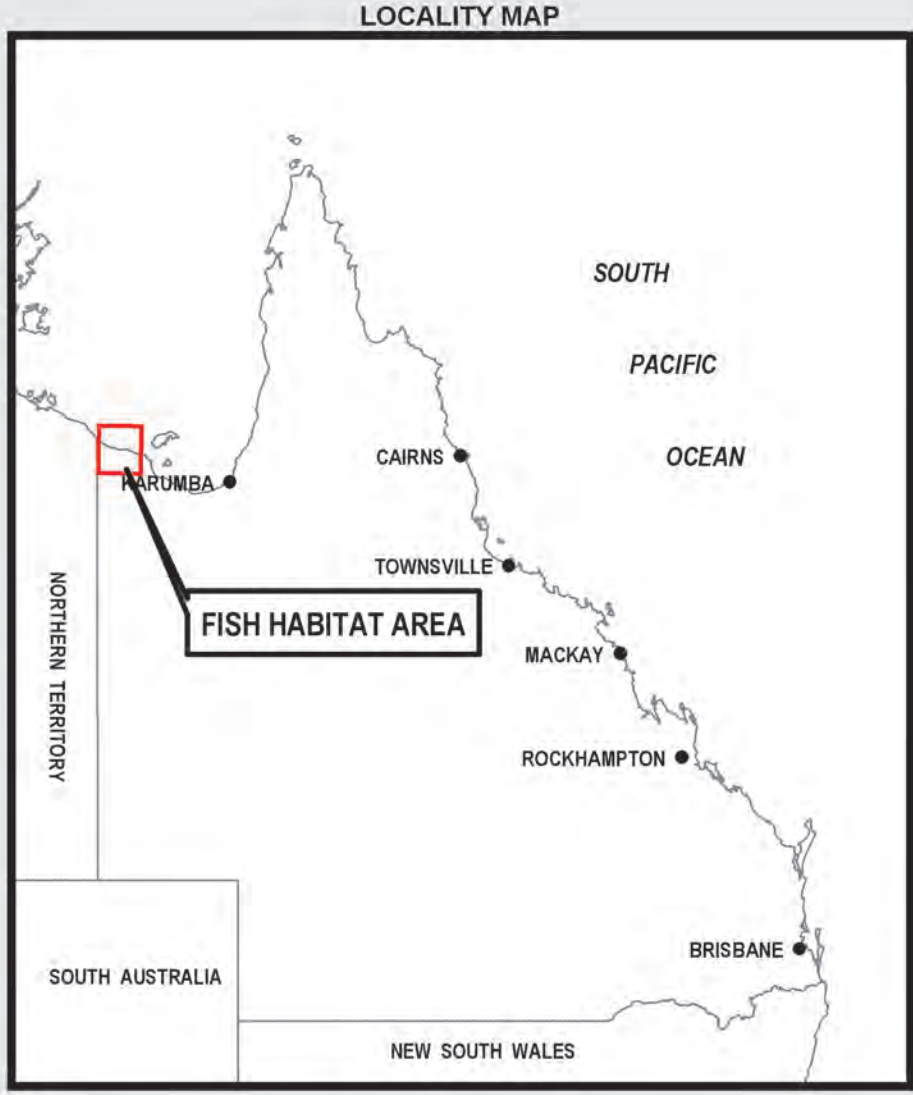 LOCALITY MAP
SOUTH
PACIFIC
OCEAN
CAIRNS
KARUMBA
TOWNSVILLE
NORTHERN TERRITORY
FISH HABITAT AREA
MACKAY
ROCKHAMPTON
BRISBANE
SOUTH AUSTRALIA
NEW SOUTH WALES